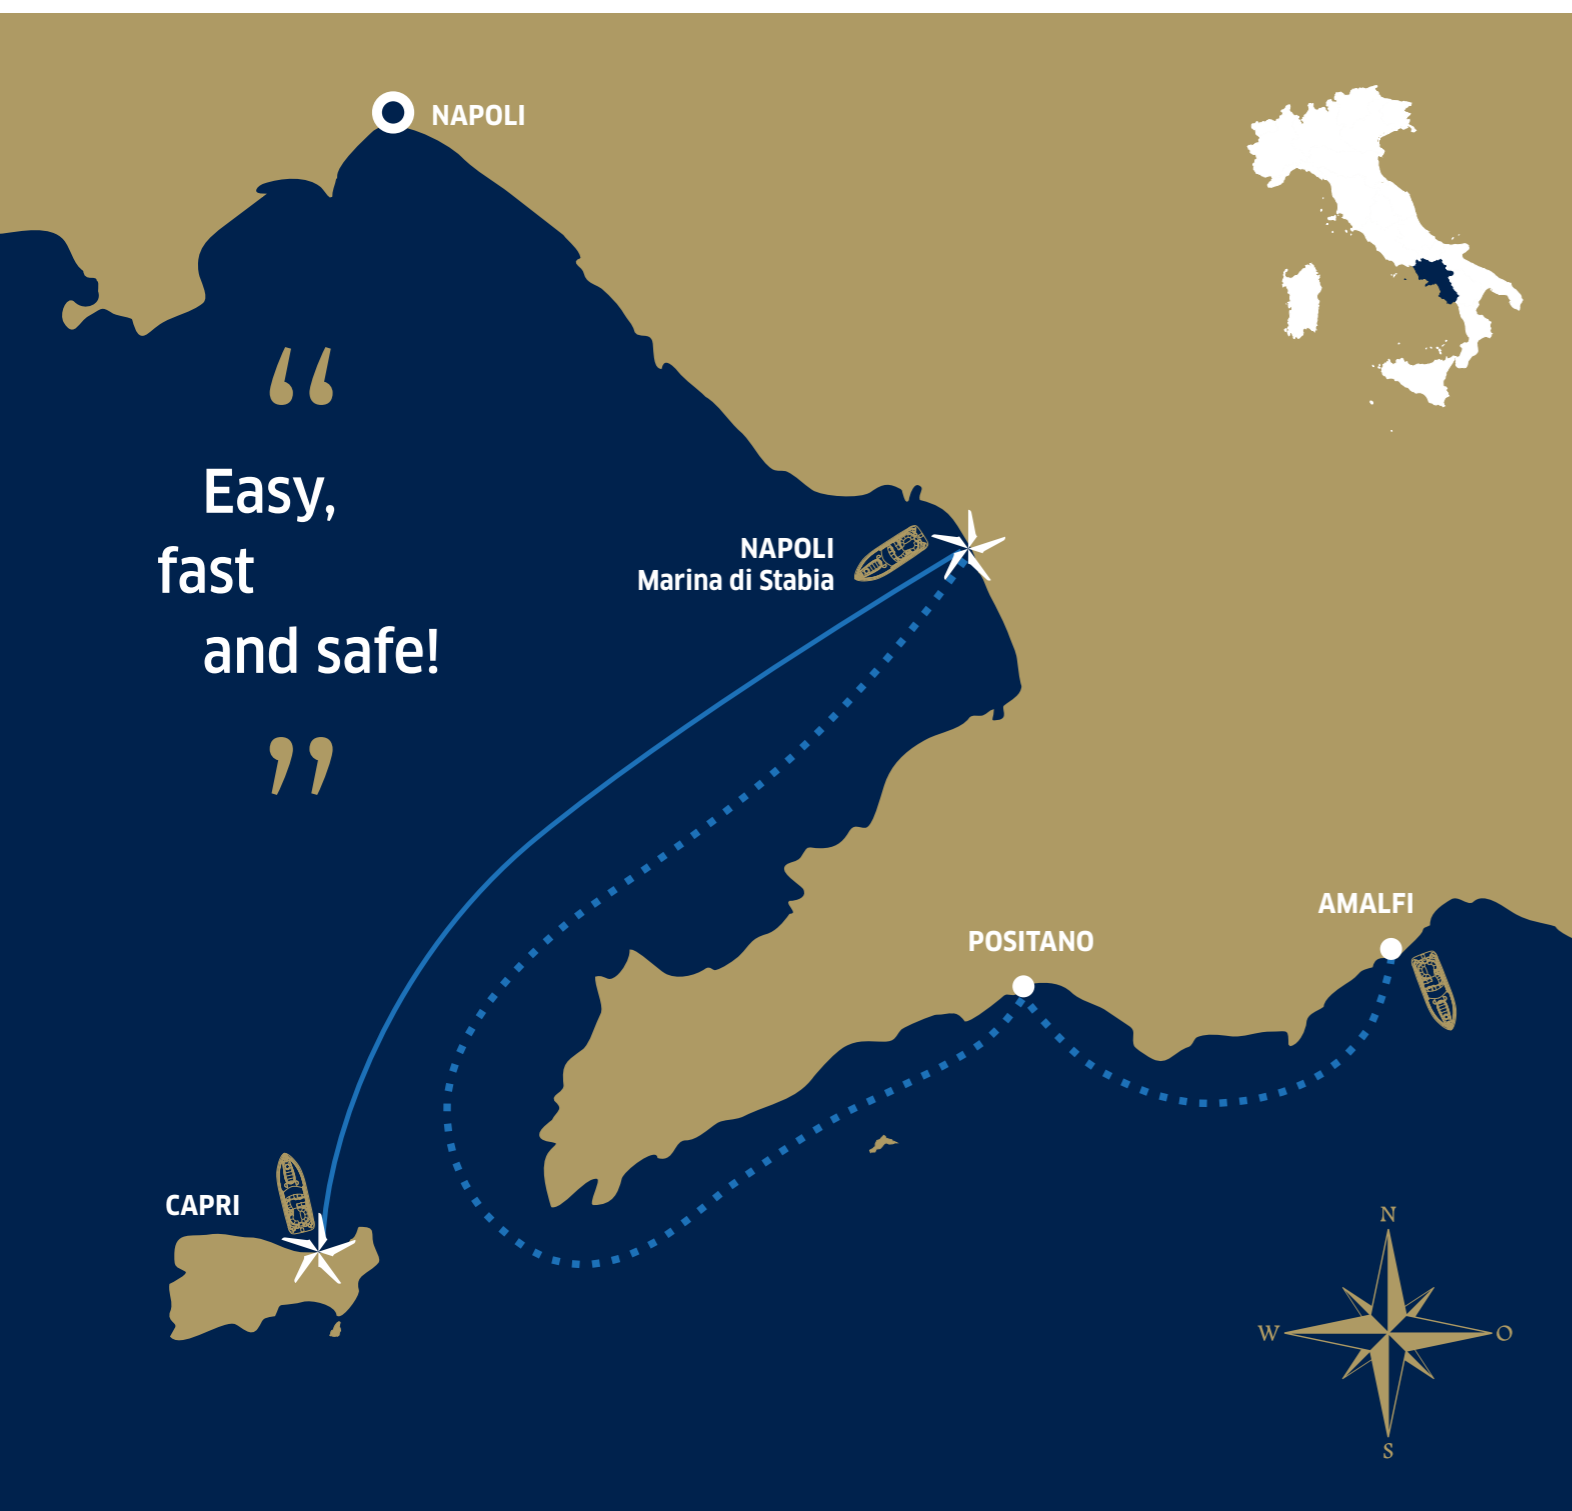 NAPOLI
“
Easy,
fast
and safe!
”
NAPOLI
Marina di Stabia
AMALFI
POSITANO
CAPRI
N
W
O
S